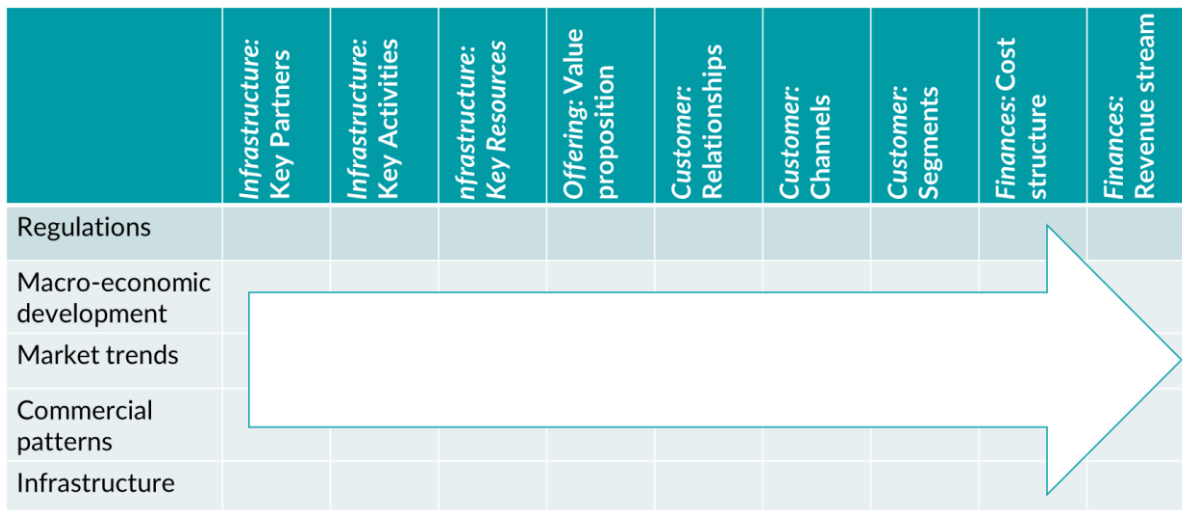 Infrastructure:
Key Partners
Infrastructure:
Key Activities
nfrastructure:
Key Resources
Offering: Value
proposition
Customer:
Relationships
Customer:
Channels
Customer:
Segments
Finances: Cost
structure
Finances:
Revenue stream
Regulations
Macro-economic
development
Market trends
Commercial
patterns
Infrastructure